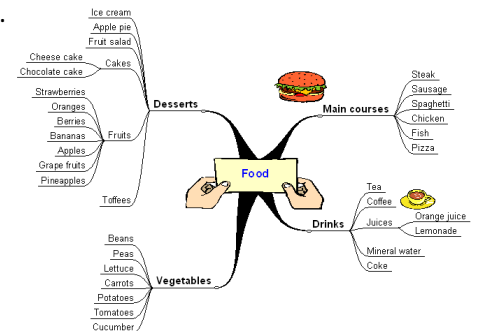 Ice cream
Apple pie
Fruit salad
Cakes
Cheese cake
Chocolate cake
Desserts
Strawberries
Oranges
Berries
Bananas
Fruits
Apples
Grape fruits
Pineapples
Toffees
Food
Main courses
Steak
Sausage
Spaghetti
Chicken
Fish
Pizza
Drinks
Tea
Coffee
Juices
Orange juice
Lemonade
Mineral water
Coke
Vegetables
Beans
Peas
Lettuce
Carrots
Potatoes
Tomatoes
Cucumber